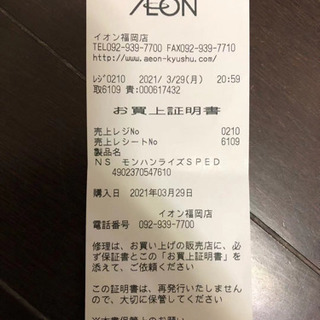 ÆON
イオン福岡店
TEL092-939-7700 FAX092-939-7710
http://www.aeon-kyushu.com/
ﾚｼﾞ0210 2021/ 3/29(月) 20:59
取6109 責:000617432
お買上証明書
売上レジNo 0210
売上レシートNo 6109
製品名
NS モンハンライズSPED
4902370547610
購入日 2021年03月29日
イオン福岡店
電話番号 092-939-7700
修理は、お買い上げの販売店に、必
ず保証書とこの「お買上証明書」を
添えて、ご依頼ください
この証明書は、再発行いたしません
ので、大切に保管してください